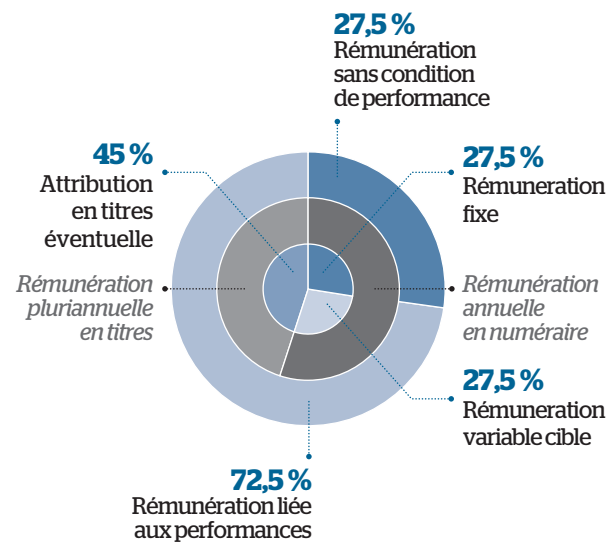 27,5 %
Rémunération
sans condition
de performance
45 %
Attribution
en titres
éventuelle
27,5 %
Rémuneration
fixe
Rémunération
pluriannuelle
en titres
Rémunération
annuelle
en numéraire
27,5 %
Rémuneration
variable cible
72,5 %
Rémunération liée
aux performances